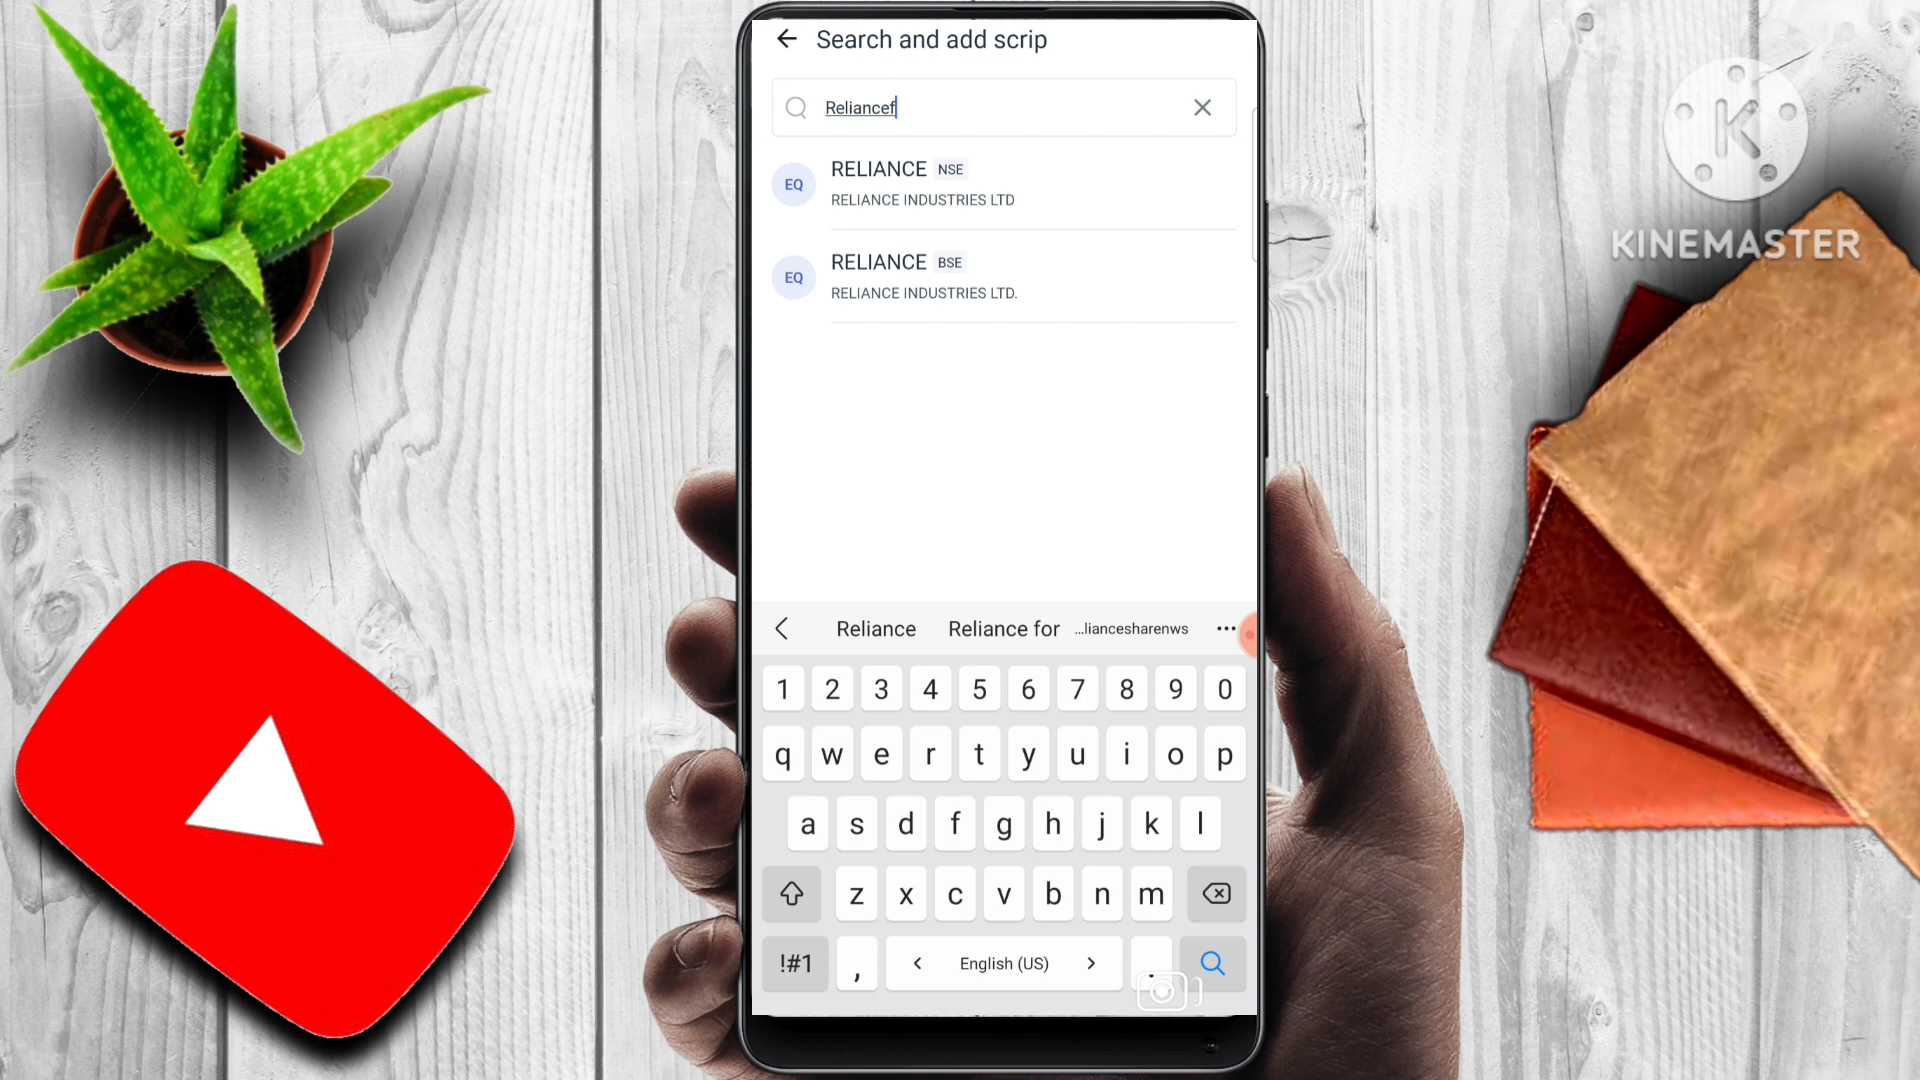 Search and add scrip
Reliancef
EQ
RELIANCE NSE
RELIANCE INDUSTRIES LTD
EQ
RELIANCE BSE
RELIANCE INDUSTRIES LTD.
Reliance Reliance for ...liancesharenws
1 2 3 4 5 6 7 8 9 0
q w e r t y u i o p
a s d f g h j k l
z x c v b n m
!#1 , English (US) .
K
KINEMASTER